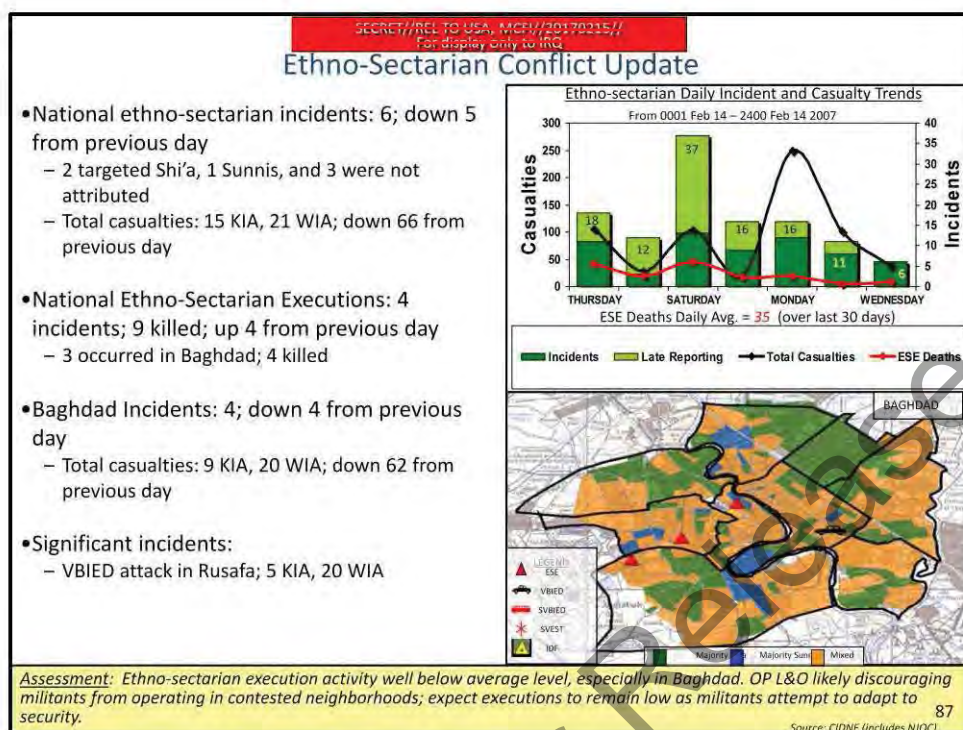 SECRET//REL TO USA, MCFI//20170215//
For display only to IRQ
Ethno-Sectarian Conflict Update
•National ethno-sectarian incidents: 6; down 5
from previous day
– 2 targeted Shi'a, 1 Sunnis, and 3 were not
attributed
– Total casualties: 15 KIA, 21 WIA; down 66 from
previous day
•National Ethno-Sectarian Executions: 4
incidents; 9 killed; up 4 from previous day
– 3 occurred in Baghdad; 4 killed
•Baghdad Incidents: 4; down 4 from previous
day
– Total casualties: 9 KIA, 20 WIA; down 62 from
previous day
•Significant incidents:
– VBIED attack in Rusafa; 5 KIA, 20 WIA
Ethno-sectarian Daily Incident and Casualty Trends
From 0001 Feb 14 – 2400 Feb 14 2007
Casualties
300
250
200
150
100
50
0
18
12
37
16
16
11
6
40
35
30
25
20
15
10
5
0
Incidents
THURSDAY SATURDAY MONDAY WEDNESDAY
ESE Deaths Daily Avg. = 35 (over last 30 days)
Incidents Late Reporting Total Casualties ESE Deaths
BAGHDAD
LEGEND
ESE
VBIED
SVBIED
SVEST
IDF
Majority Majority Mixed
Release
Assessment: Ethno-sectarian execution activity well below average level, especially in Baghdad. OP L&O likely discouraging
militants from operating in contested neighborhoods; expect executions to remain low as militants attempt to adapt to
security.
87
Source: CIDNE (includes NJOC)